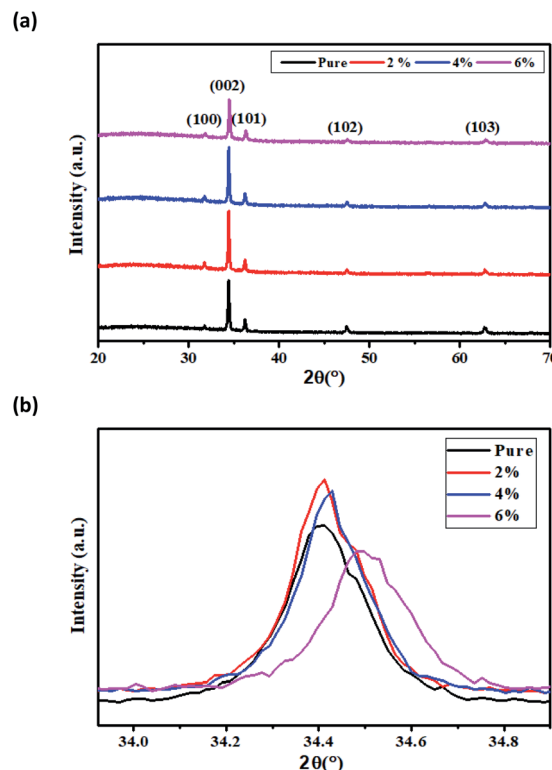 (a)
Pure 2 % 4% 6%
(002)
(100) (101) (102) (103)
Intensity (a.u.)
20 30 40 50 60 70
2θ(°)
(b)
Pure
2%
4%
6%
Intensity (a.u.)
34.0 34.2 34.4 34.6 34.8
2θ(°)